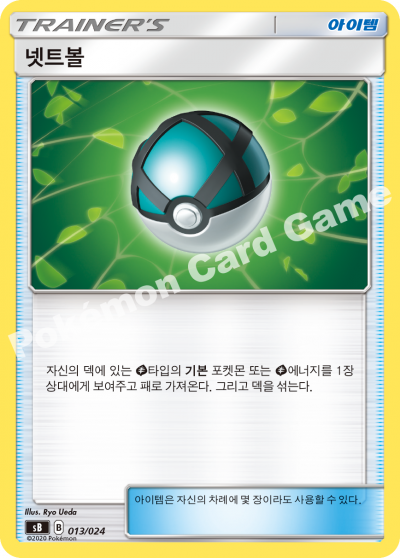 TRAINER'S
아이템
넷트볼
Pokémon Card Game
자신의 덱에 있는 타입의 기본 포켓몬 또는 에너지를 1장
상대에게 보여주고 패로 가져온다. 그리고 덱을 섞는다.
Illus. Ryo Ueda
sB B 013/024
©2020 Pokémon
아이템은 자신의 차례에 몇 장이라도 사용할 수 있다.